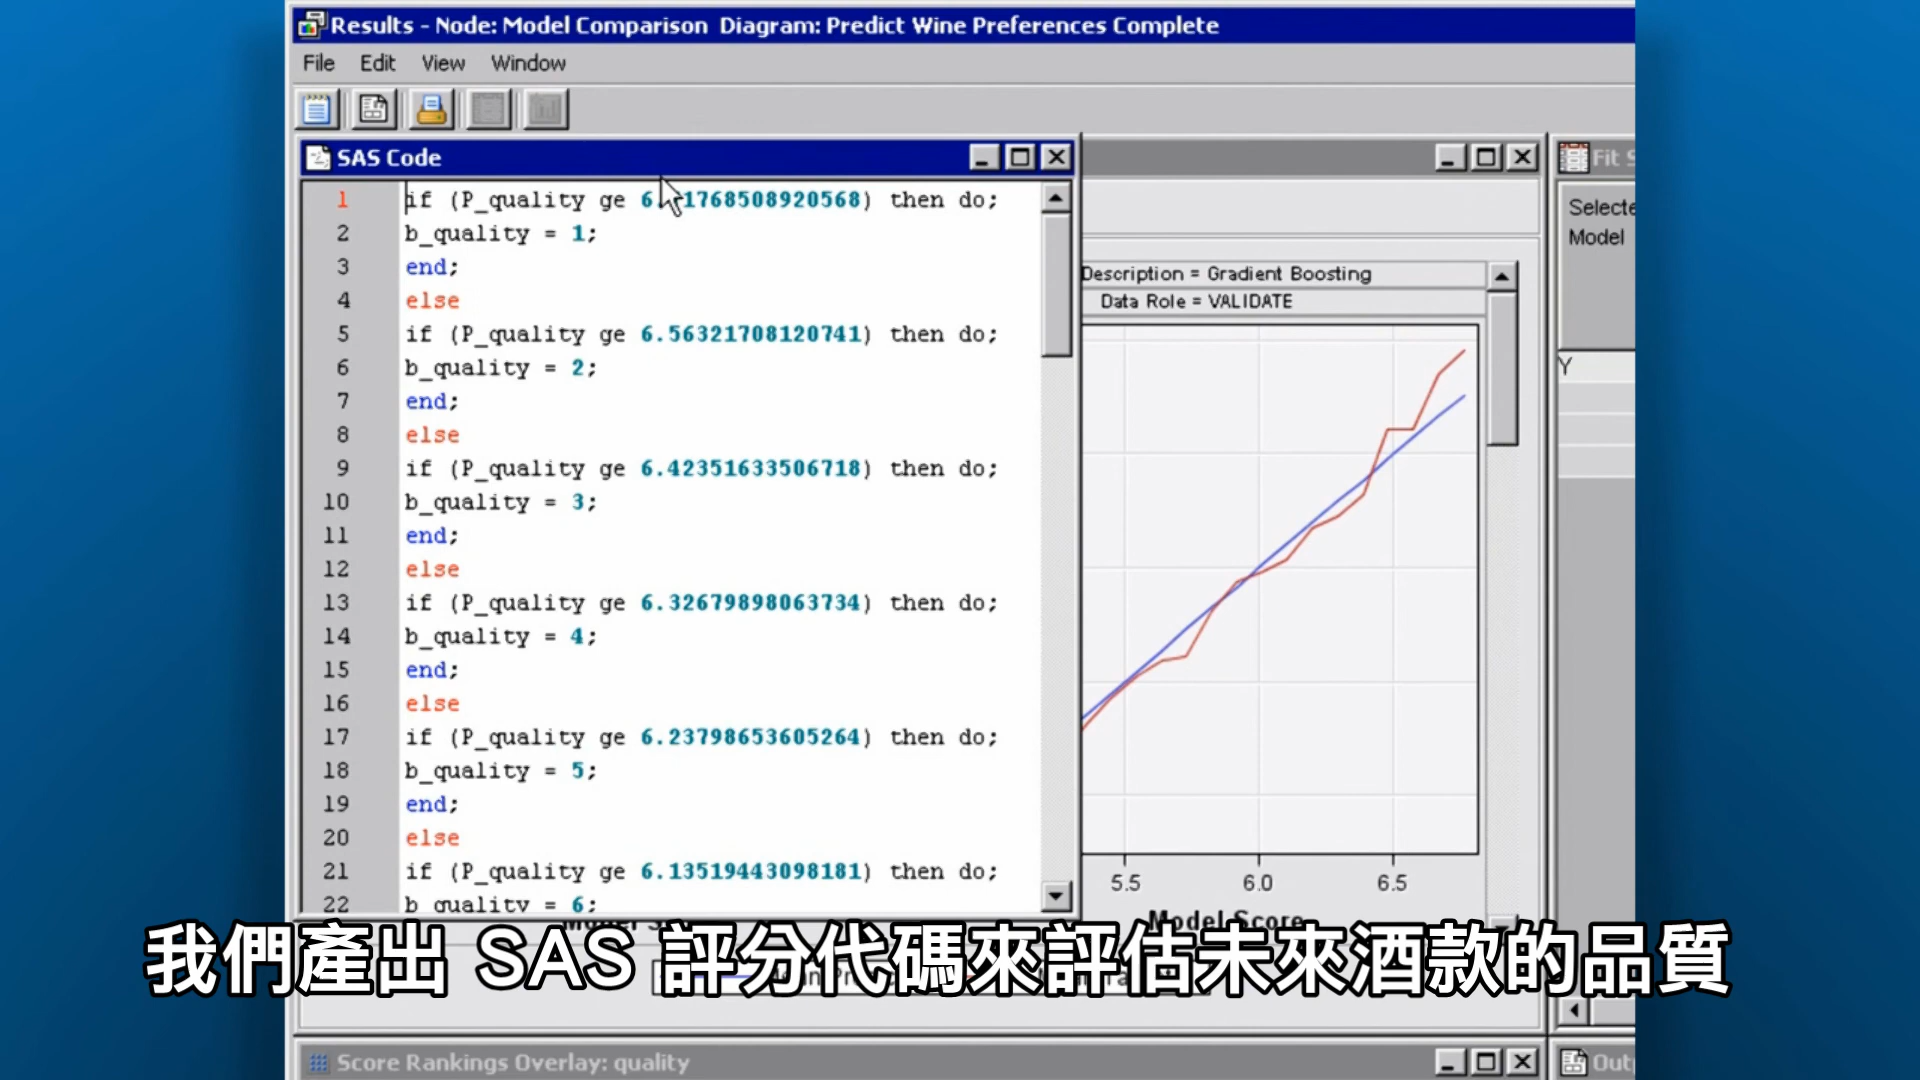 Results - Node: Model Comparison Diagram: Predict Wine Preferences Complete
File Edit View Window
SAS Code
1 if (P_quality ge 6. 1768508920568) then do;
2 b_quality = 1;
3 end;
4 else
5 if (P_quality ge 6.56321708120741) then do;
6 b_quality = 2;
7 end;
8 else
9 if (P_quality ge 6.42351633506718) then do;
10 b_quality = 3;
11 end;
12 else
13 if (P_quality ge 6.32679898063734) then do;
14 b_quality = 4;
15 end;
16 else
17 if (P_quality ge 6.23798653605264) then do;
18 b_quality = 5;
19 end;
20 else
21 if (P_quality ge 6.13519443098181) then do;
22 b_quality = 6;
Description = Gradient Boosting
Data Role = VALIDATE
5.5 6.0 6.5
Model Score
Fit
Model
Y
我們產出 SAS 評分代碼來評估未來酒款的品質
Score Rankings Overlay: quality